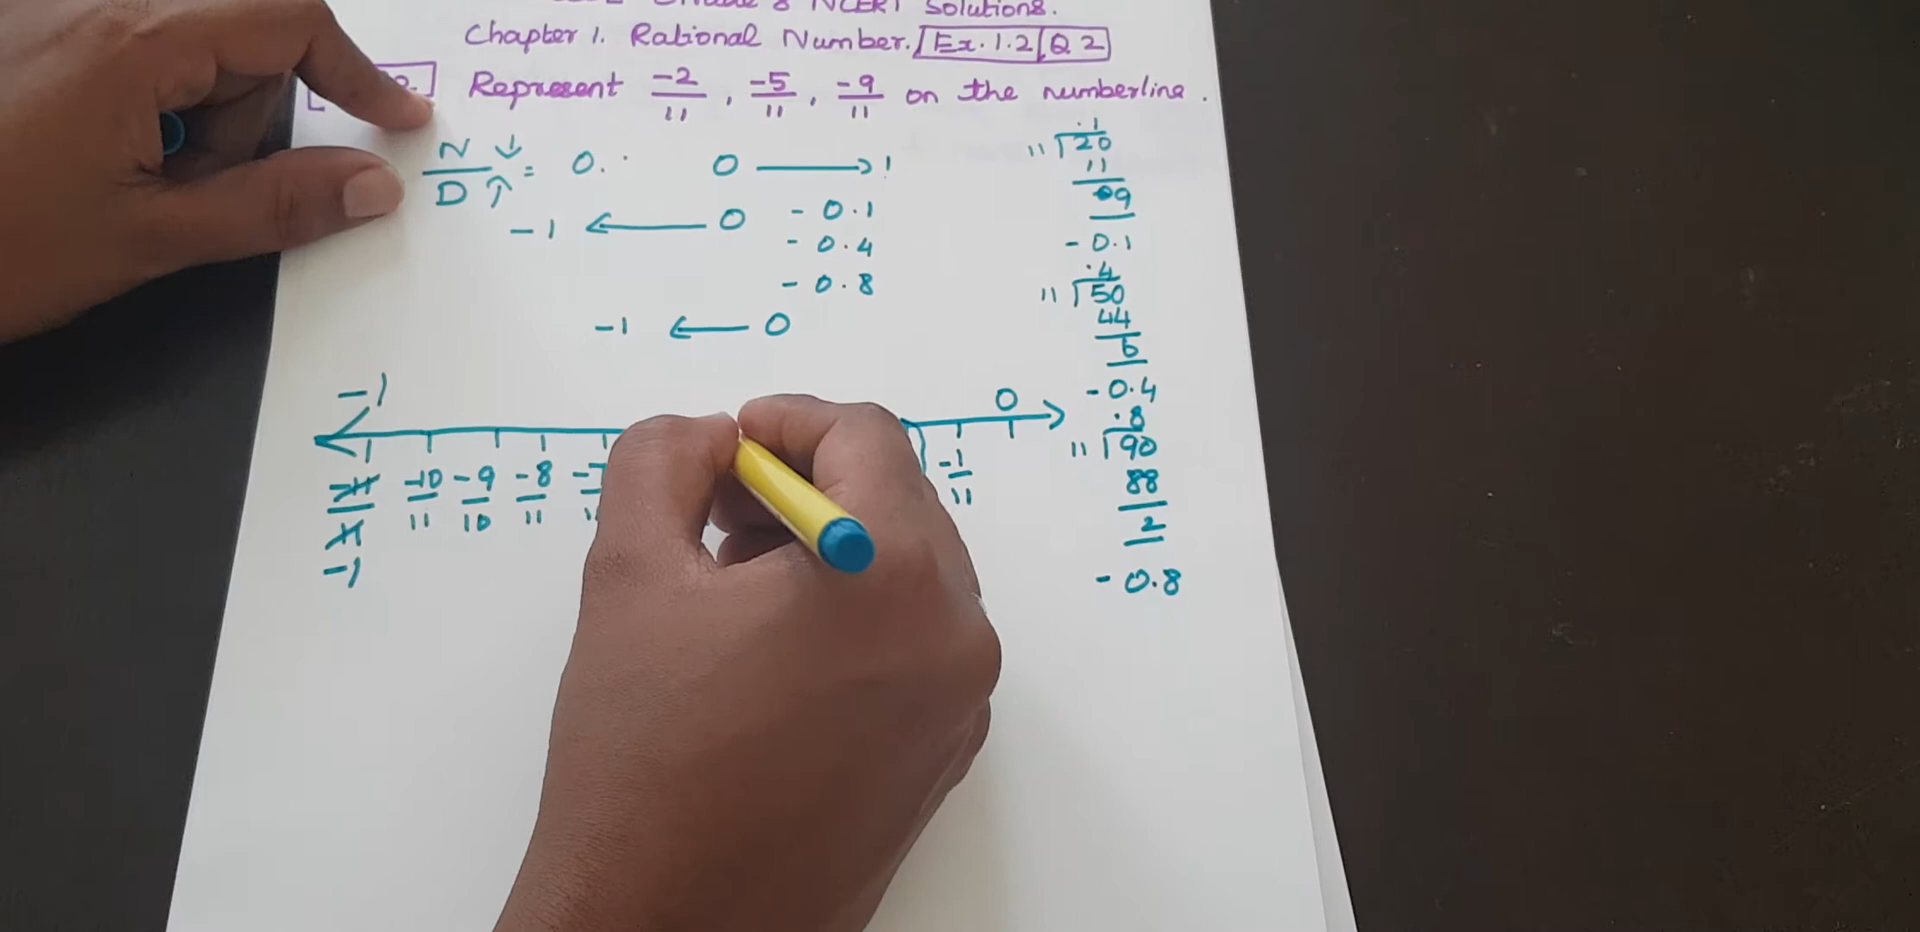 8 NCERT Solutions.
Chapter 1. Rational Number. Ex. 1.2 Q 2
Represent -2/11, -5/11, -9/11 on the numberline.
N ↓ / D ↑ = 0. 0 → 1
-1 ← 0
- 0.1
- 0.4
- 0.8
-1 ← 0
-1 0
-10/11 -9/10 -8/11 -7/11 -1/11
-1
.1
11 20
11
09
- 0.1
.4
11 50
44
6
- 0.4
.8
11 90
88
2
- 0.8